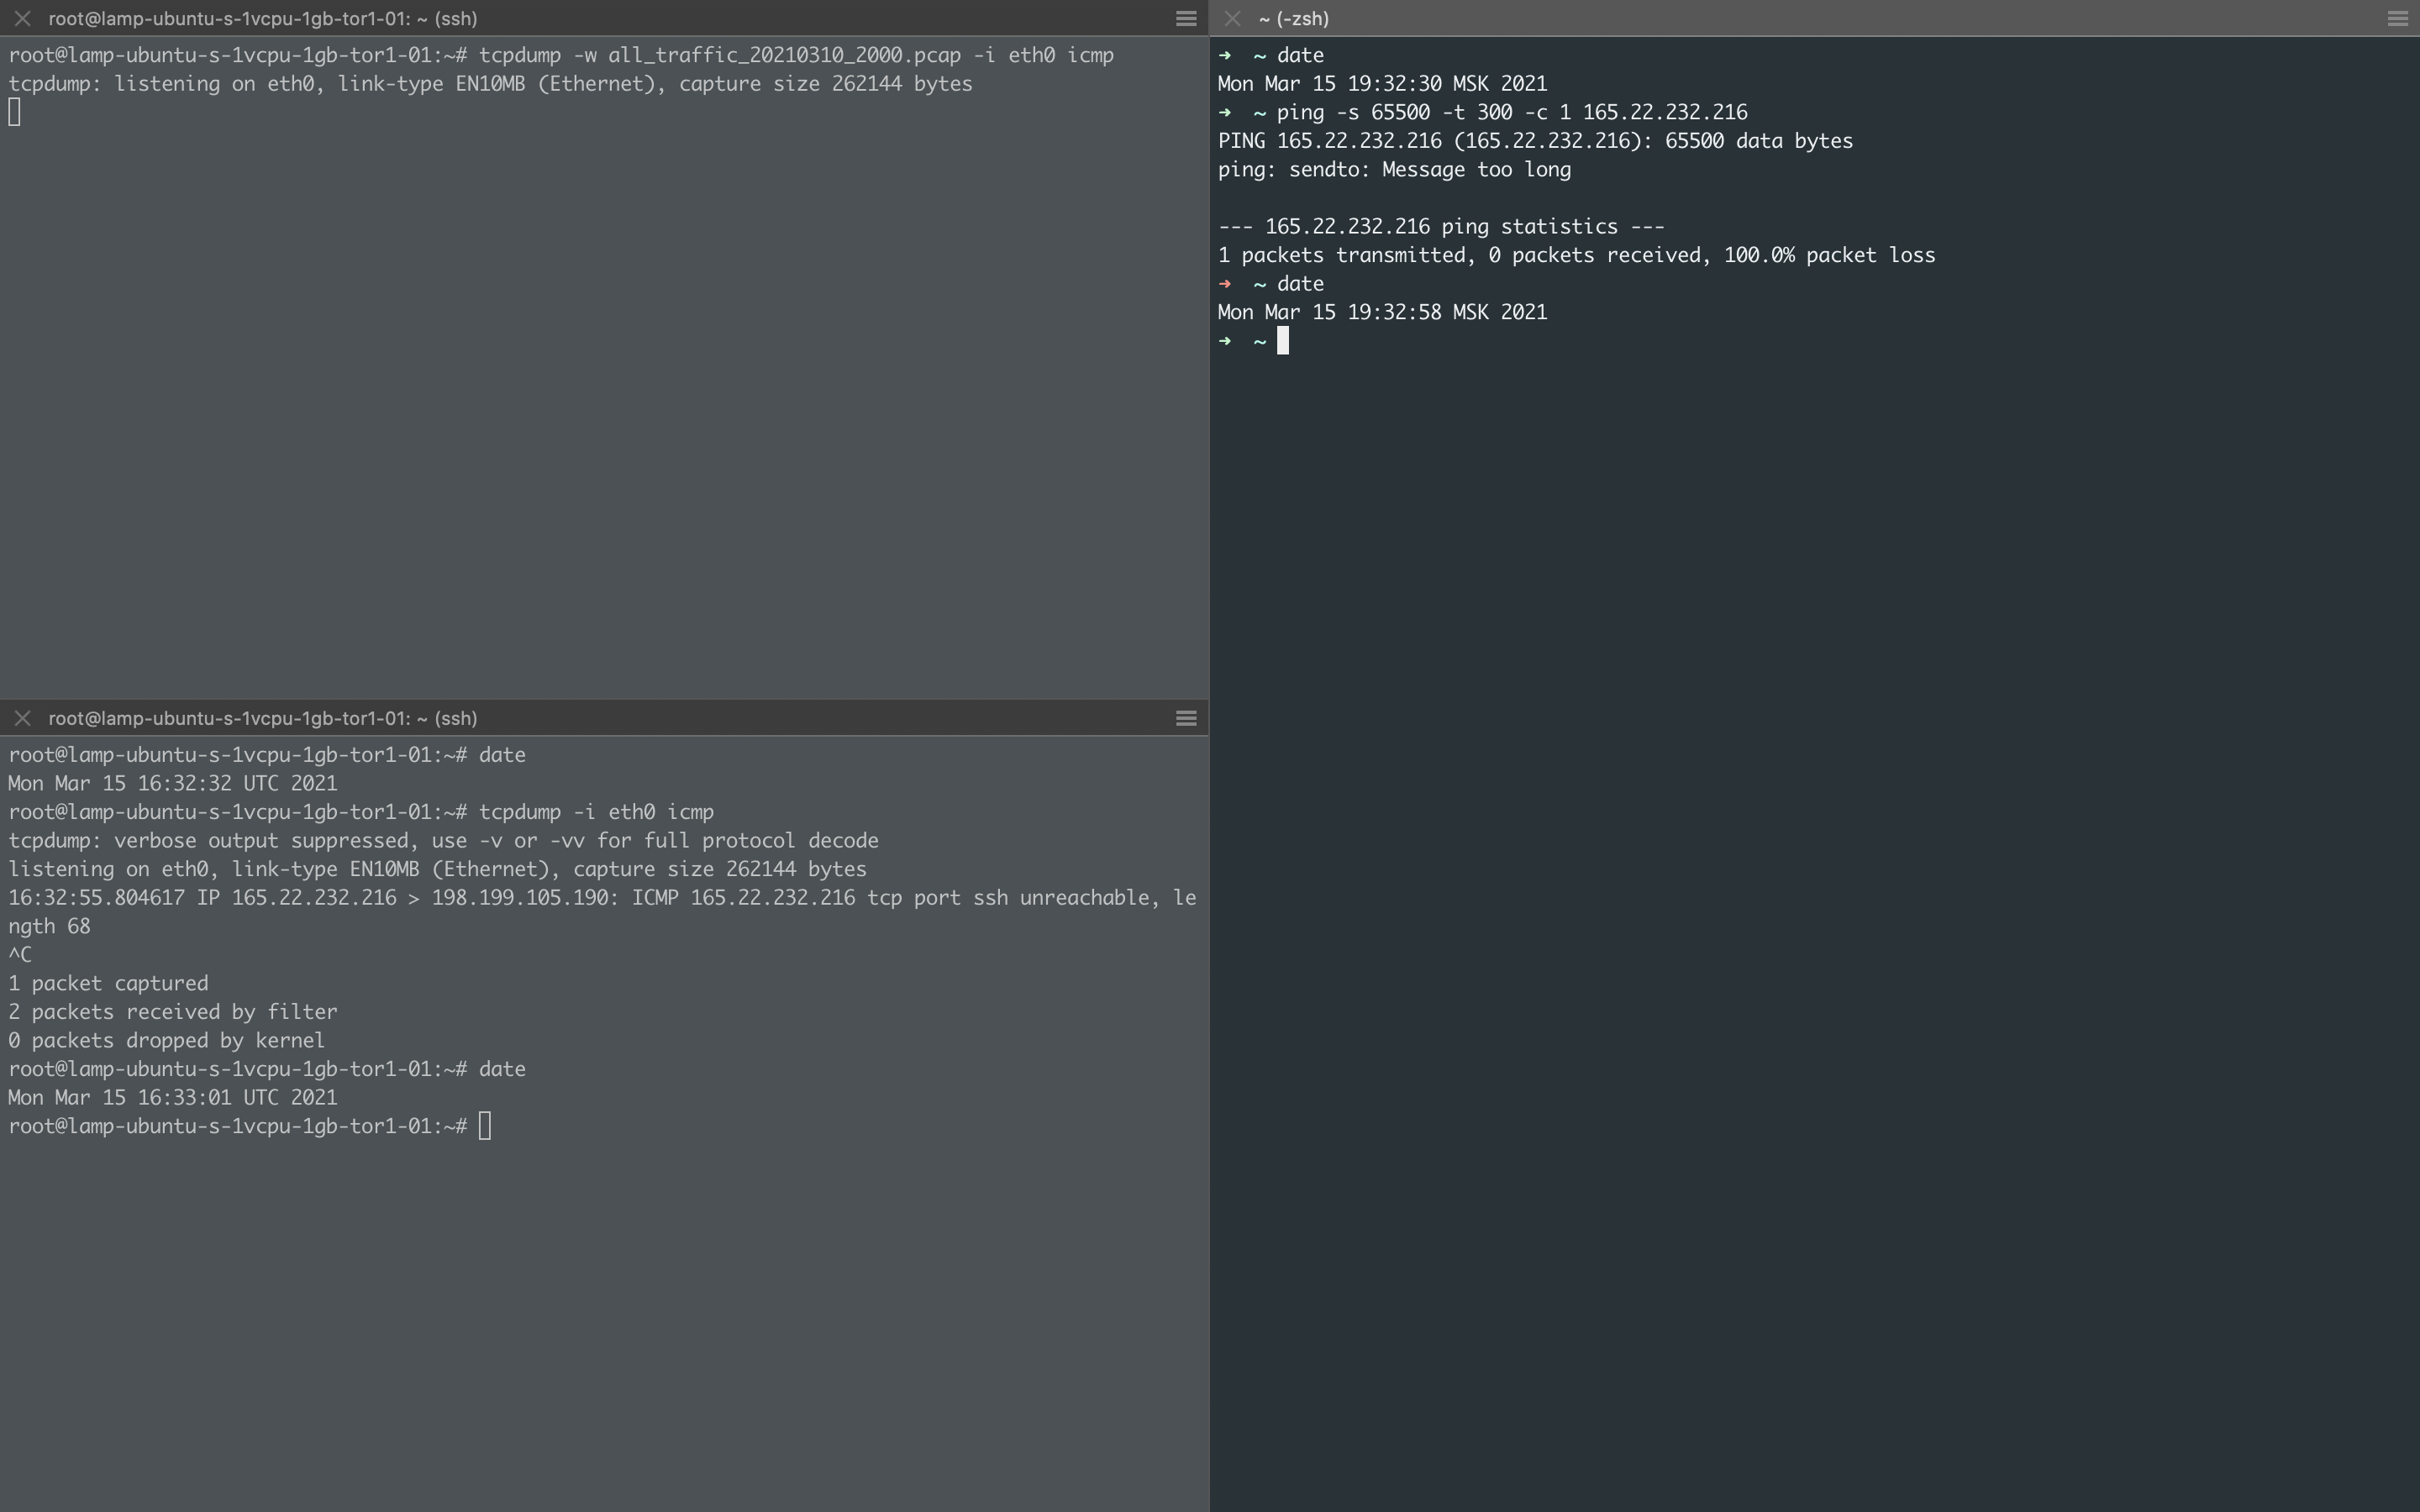 root@lamp-ubuntu-s-1vcpu-1gb-tor1-01: ~ (ssh)
root@lamp-ubuntu-s-1vcpu-1gb-tor1-01:~# tcpdump -w all_traffic_20210310_2000.pcap -i eth0 icmp
tcpdump: listening on eth0, link-type EN10MB (Ethernet), capture size 262144 bytes
root@lamp-ubuntu-s-1vcpu-1gb-tor1-01: ~ (ssh)
root@lamp-ubuntu-s-1vcpu-1gb-tor1-01:~# date
Mon Mar 15 16:32:32 UTC 2021
root@lamp-ubuntu-s-1vcpu-1gb-tor1-01:~# tcpdump -i eth0 icmp
tcpdump: verbose output suppressed, use -v or -vv for full protocol decode
listening on eth0, link-type EN10MB (Ethernet), capture size 262144 bytes
16:32:55.804617 IP 165.22.232.216 > 198.199.105.190: ICMP 165.22.232.216 tcp port ssh unreachable, le
ngth 68
^C
1 packet captured
2 packets received by filter
0 packets dropped by kernel
root@lamp-ubuntu-s-1vcpu-1gb-tor1-01:~# date
Mon Mar 15 16:33:01 UTC 2021
root@lamp-ubuntu-s-1vcpu-1gb-tor1-01:~#
~ (-zsh)
➜  ~ date
Mon Mar 15 19:32:30 MSK 2021
➜  ~ ping -s 65500 -t 300 -c 1 165.22.232.216
PING 165.22.232.216 (165.22.232.216): 65500 data bytes
ping: sendto: Message too long
--- 165.22.232.216 ping statistics ---
1 packets transmitted, 0 packets received, 100.0% packet loss
➜  ~ date
Mon Mar 15 19:32:58 MSK 2021
➜  ~